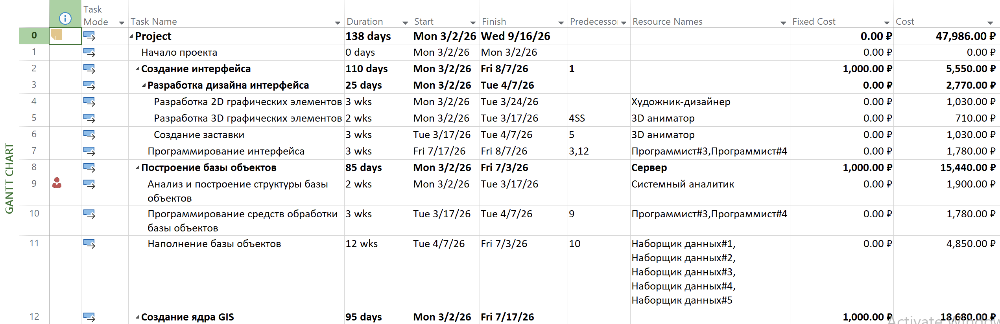 Task
Mode Task Name Duration Start Finish Predecesso Resource Names Fixed Cost Cost
0 Project 138 days Mon 3/2/26 Wed 9/16/26 0.00 ₽ 47,986.00 ₽
1 Начало проекта 0 days Mon 3/2/26 Mon 3/2/26 0.00 ₽ 0.00 ₽
2 Создание интерфейса 110 days Mon 3/2/26 Fri 8/7/26 1 1,000.00 ₽ 5,550.00 ₽
3 Разработка дизайна интерфейса 25 days Mon 3/2/26 Tue 4/7/26 0.00 ₽ 2,770.00 ₽
4 Разработка 2D графических элементов 3 wks Mon 3/2/26 Tue 3/24/26 Художник-дизайнер 0.00 ₽ 1,030.00 ₽
5 Разработка 3D графических элементов 2 wks Mon 3/2/26 Tue 3/17/26 4SS 3D аниматор 0.00 ₽ 710.00 ₽
6 Создание заставки 3 wks Tue 3/17/26 Tue 4/7/26 5 3D аниматор 0.00 ₽ 1,030.00 ₽
7 Программирование интерфейса 3 wks Fri 7/17/26 Fri 8/7/26 3,12 Программист#3,Программист#4 0.00 ₽ 1,780.00 ₽
8 Построение базы объектов 85 days Mon 3/2/26 Fri 7/3/26 Сервер 1,000.00 ₽ 15,440.00 ₽
9 Анализ и построение структуры базы 2 wks Mon 3/2/26 Tue 3/17/26 Системный аналитик 0.00 ₽ 1,900.00 ₽
объектов
10 Программирование средств обработки 3 wks Tue 3/17/26 Tue 4/7/26 9 Программист#3,Программист#4 0.00 ₽ 1,780.00 ₽
базы объектов
11 Наполнение базы объектов 12 wks Tue 4/7/26 Fri 7/3/26 10 Наборщик данных#1, 0.00 ₽ 4,850.00 ₽
Наборщик данных#2,
Наборщик данных#3,
Наборщик данных#4,
Наборщик данных#5
12 Создание ядра GIS 95 days Mon 3/2/26 Fri 7/17/26 1,000.00 ₽ 18,680.00 ₽
GANTT CHART
Activate Window